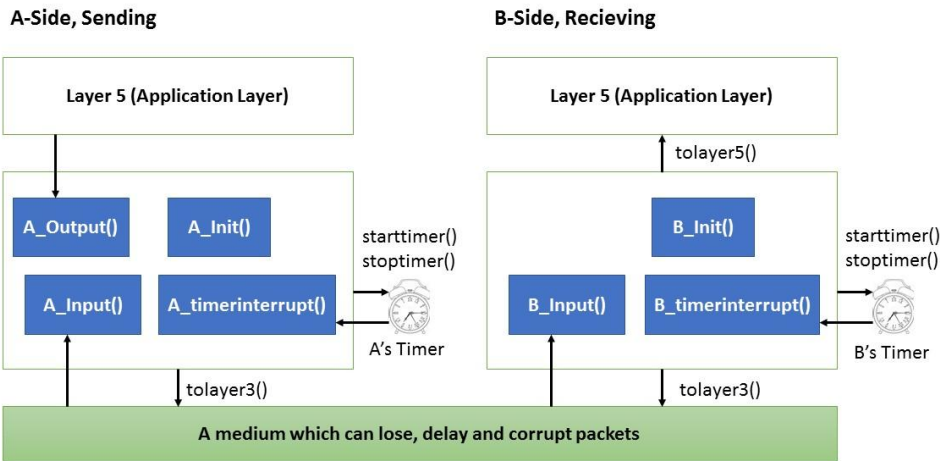 A-Side, Sending
B-Side, Recieving
Layer 5 (Application Layer)
Layer 5 (Application Layer)
tolayer5()
A_Output()
A_Init()
B_Init()
starttimer()
stoptimer()
starttimer()
stoptimer()
A_Input()
A_timerinterrupt()
B_Input()
B_timerinterrupt()
A's Timer
B's Timer
tolayer3()
tolayer3()
A medium which can lose, delay and corrupt packets